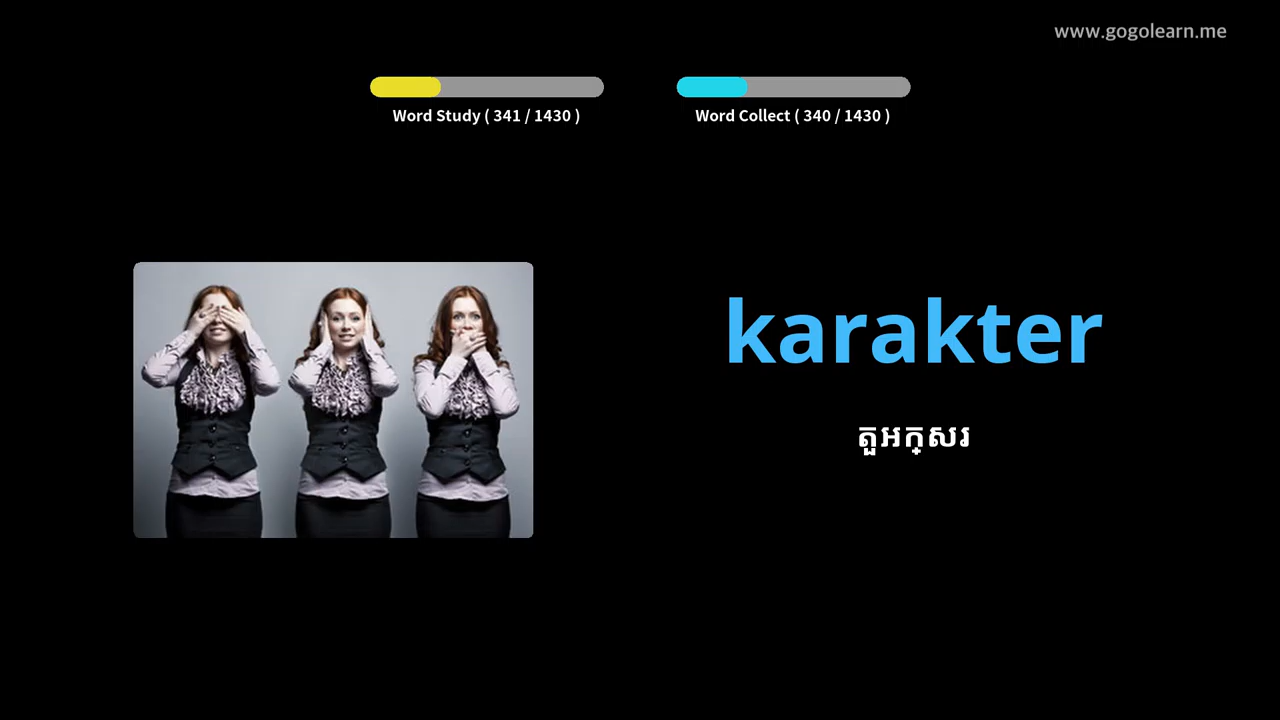 www.gogolearn.me
Word Study ( 341 / 1430 )
Word Collect ( 340 / 1430 )
karakter
តួអក្សរ